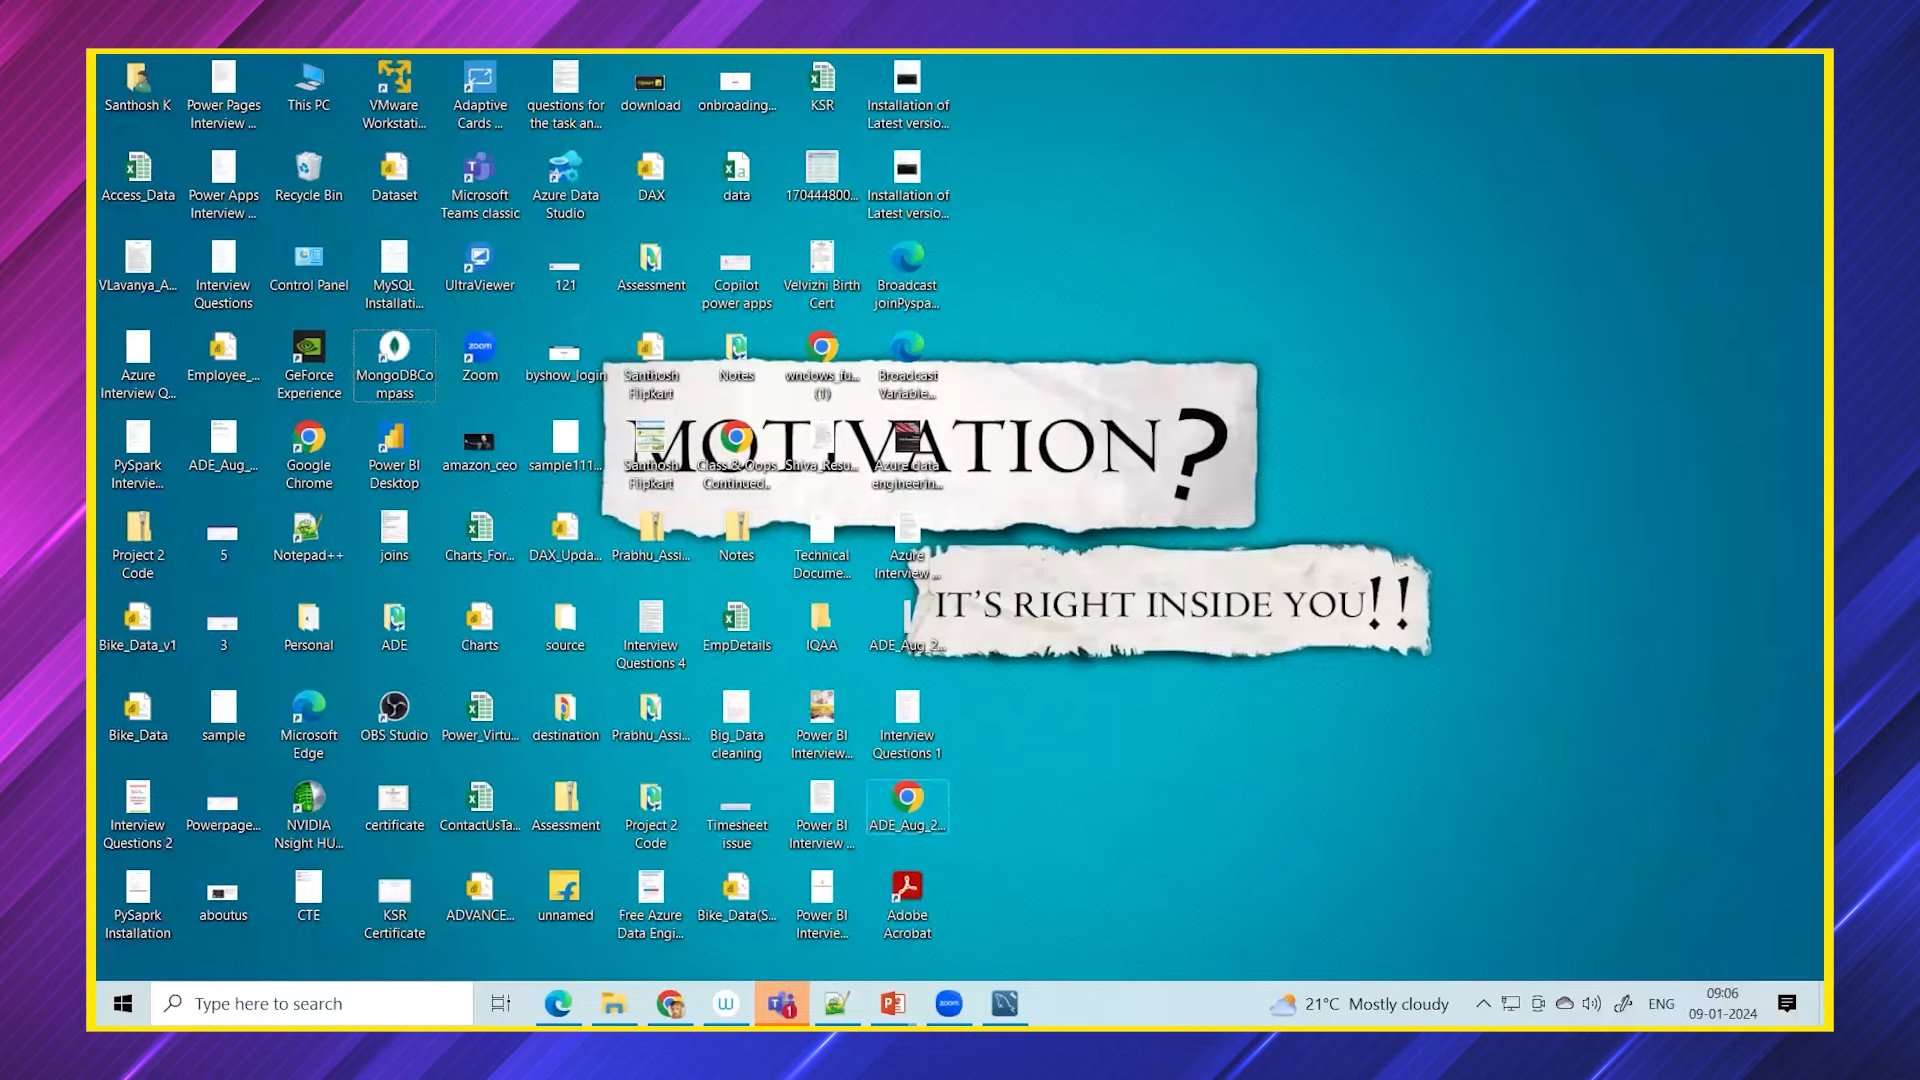 Santhosh K
Power Pages
Interview ...
This PC
VMware
Workstati...
Adaptive
Cards ...
questions for
the task an...
download
onbroading...
KSR
Installation of
Latest versio...
Access_Data
Power Apps
Interview ...
Recycle Bin
Dataset
Microsoft
Teams classic
Azure Data
Studio
DAX
data
170444800...
Installation of
Latest versio...
VLavanya_A...
Interview
Questions
Control Panel
MySQL
Installati...
UltraViewer
121
Assessment
Copilot
power apps
Velvizhi Birth
Cert
Broadcast
joinPyspa...
Azure
Interview Q...
Employee_...
GeForce
Experience
MongoDBCo
mpass
zoom
Zoom
byshow_login
Santhosh
Flipkart
Notes
wndows_fu...
(1)
Broadcast
Variable...
MOTIVATION?
PySpark
Intervie...
ADE_Aug_...
Google
Chrome
Power BI
Desktop
amazon_ceo
sample111...
Santhosh
Flipkart
Class & Oops
Continued..
Shiva_Resu...
Azure data
engineerin...
Project 2
Code
5
Notepad++
joins
Charts_For...
DAX_Upda...
Prabhu_Assi...
Notes
Technical
Docume...
Azure
Interview ...
IT'S RIGHT INSIDE YOU!!
Bike_Data_v1
3
Personal
ADE
Charts
source
Interview
Questions 4
EmpDetails
IQAA
ADE_Aug_2...
Bike_Data
sample
Microsoft
Edge
OBS Studio
Power_Virtu...
destination
Prabhu_Assi...
Big_Data
cleaning
Power BI
Interview...
Interview
Questions 1
Interview
Questions 2
Powerpage...
NVIDIA
Nsight HU...
certificate
ContactUsTa...
Assessment
Project 2
Code
Timesheet
issue
Power BI
Interview ...
ADE_Aug_2...
PySaprk
Installation
aboutus
CTE
KSR
Certificate
ADVANCE...
unnamed
Free Azure
Data Engi...
Bike_Data(S...
Power BI
Intervie...
Adobe
Acrobat
Type here to search
W
1
zoom
21°C Mostly cloudy
ENG
09:06
09-01-2024